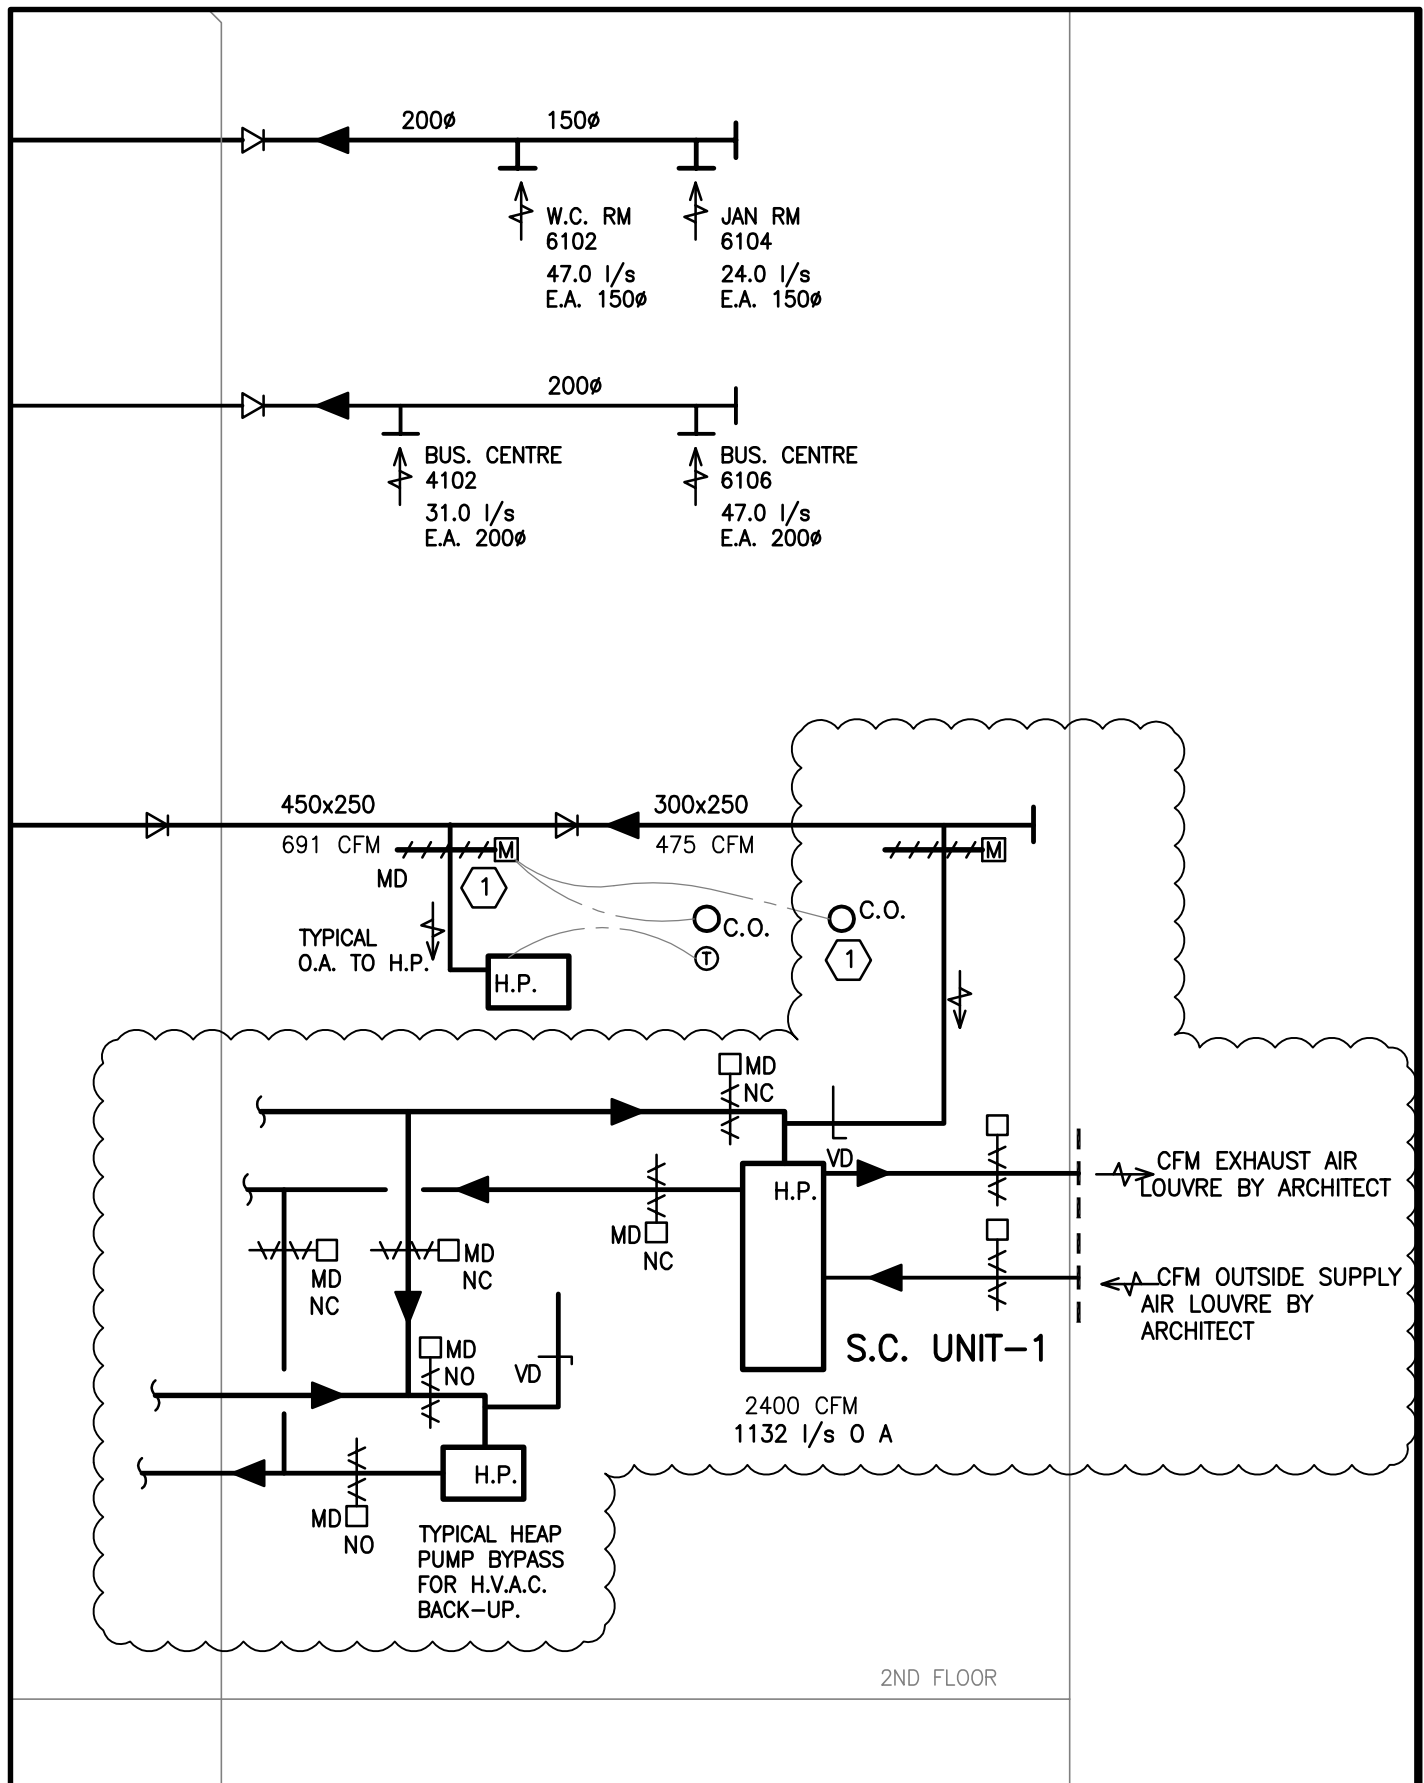 200ø 150ø
W.C. RM
6102
47.0 l/s
E.A. 150ø
JAN RM
6104
24.0 l/s
E.A. 150ø
200ø
BUS. CENTRE
4102
31.0 l/s
E.A. 200ø
BUS. CENTRE
6106
47.0 l/s
E.A. 200ø
450x250
691 CFM
300x250
475 CFM
M
MD
1
M
C.O.
C.O.
T
1
TYPICAL
O.A. TO H.P.
H.P.
MD
NC
VD
H.P.
CFM EXHAUST AIR
LOUVRE BY ARCHITECT
MD
NC
MD
NC
MD
NC
CFM OUTSIDE SUPPLY
AIR LOUVRE BY
ARCHITECT
S.C. UNIT-1
MD
NO
VD
2400 CFM
1132 l/s O A
H.P.
MD
NO
TYPICAL HEAP
PUMP BYPASS
FOR H.V.A.C.
BACK-UP.
2ND FLOOR